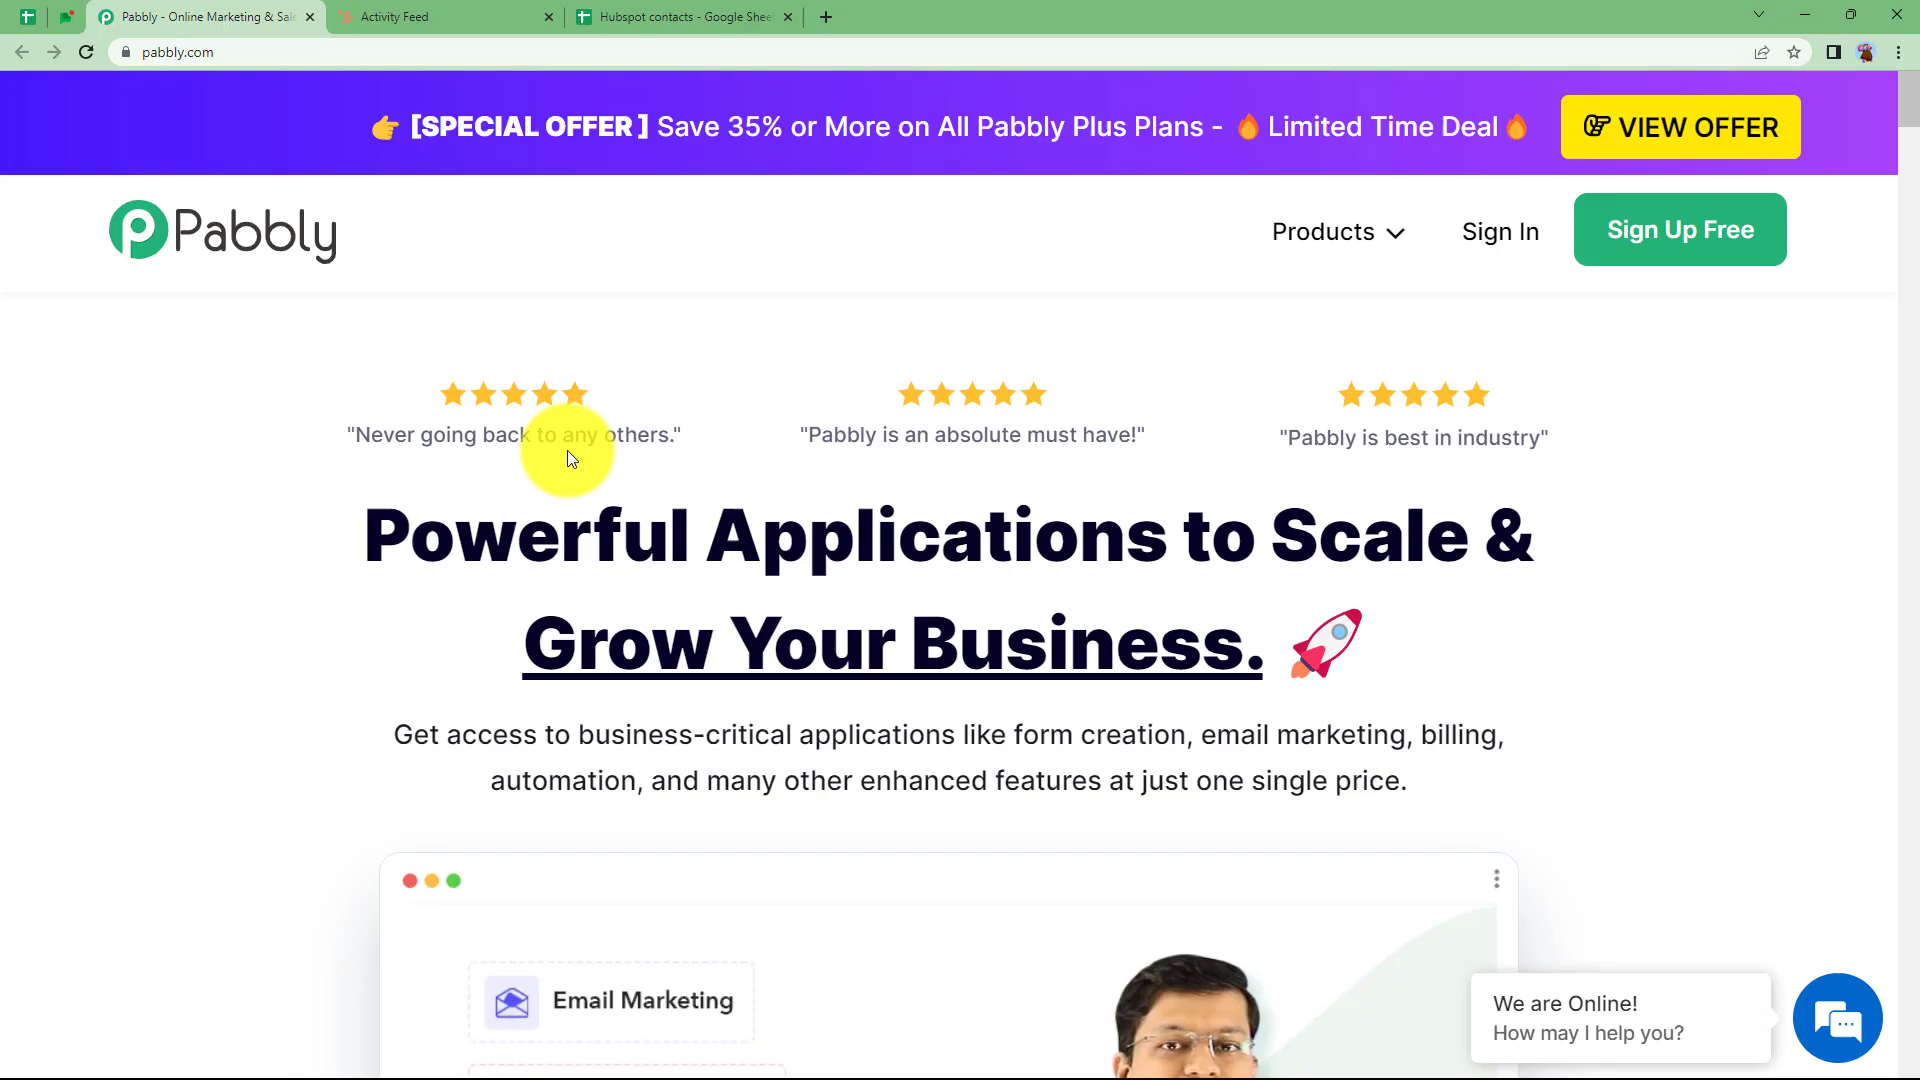 Pabbly - Online Marketing & Sale
Activity Feed
Hubspot contacts - Google Shee
pabbly.com
[SPECIAL OFFER ] Save 35% or More on All Pabbly Plus Plans - Limited Time Deal
VIEW OFFER
Pabbly
Products
Sign In
Sign Up Free
"Never going back to any others."
"Pabbly is an absolute must have!"
"Pabbly is best in industry"
Powerful Applications to Scale &
Grow Your Business.
Get access to business-critical applications like form creation, email marketing, billing,
automation, and many other enhanced features at just one single price.
Email Marketing
We are Online!
How may I help you?